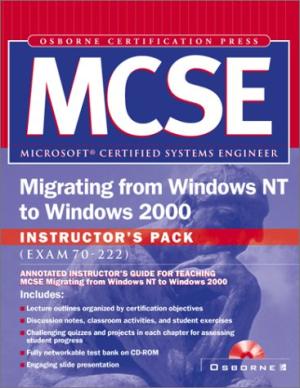 OSBORNE CERTIFICATION PRESS
MCSE
MICROSOFT® CERTIFIED SYSTEMS ENGINEER
Migrating from Windows NT
to Windows 2000
INSTRUCTOR'S PACK
(EXAM 70-222)
ANNOTATED INSTRUCTOR'S GUIDE FOR TEACHING
MCSE Migrating from Windows NT to Windows 2000
Includes:
Lecture outlines organized by certification objectives
Discussion notes, classroom activities, and student exercises
Challenging quizzes and projects in each chapter for assessing
student progress
Fully networkable test bank on CD-ROM
Engaging slide presentation
OSBORNE